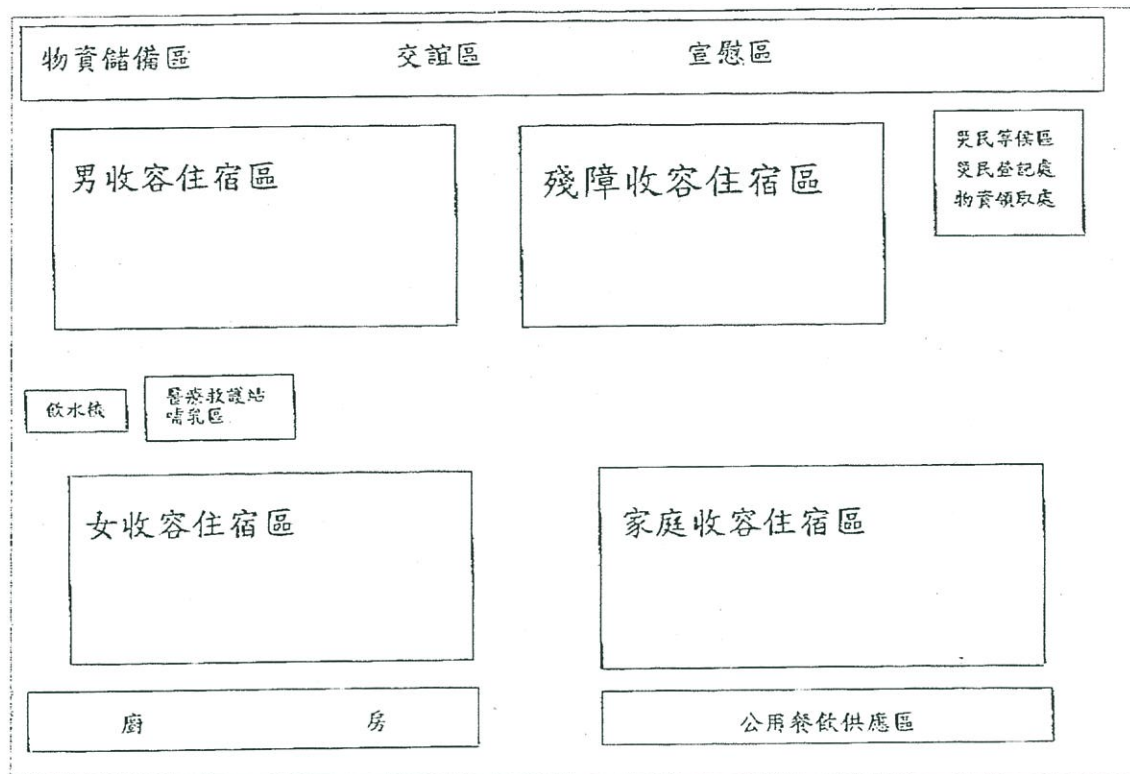 物資儲備區 交誼區 宣慰區
男收容住宿區
殘障收容住宿區
災民等候區
災民登記處
物資領取處
飲水機
醫療救護站
哺乳區
女收容住宿區
家庭收容住宿區
廚 房
公用餐飲供應區